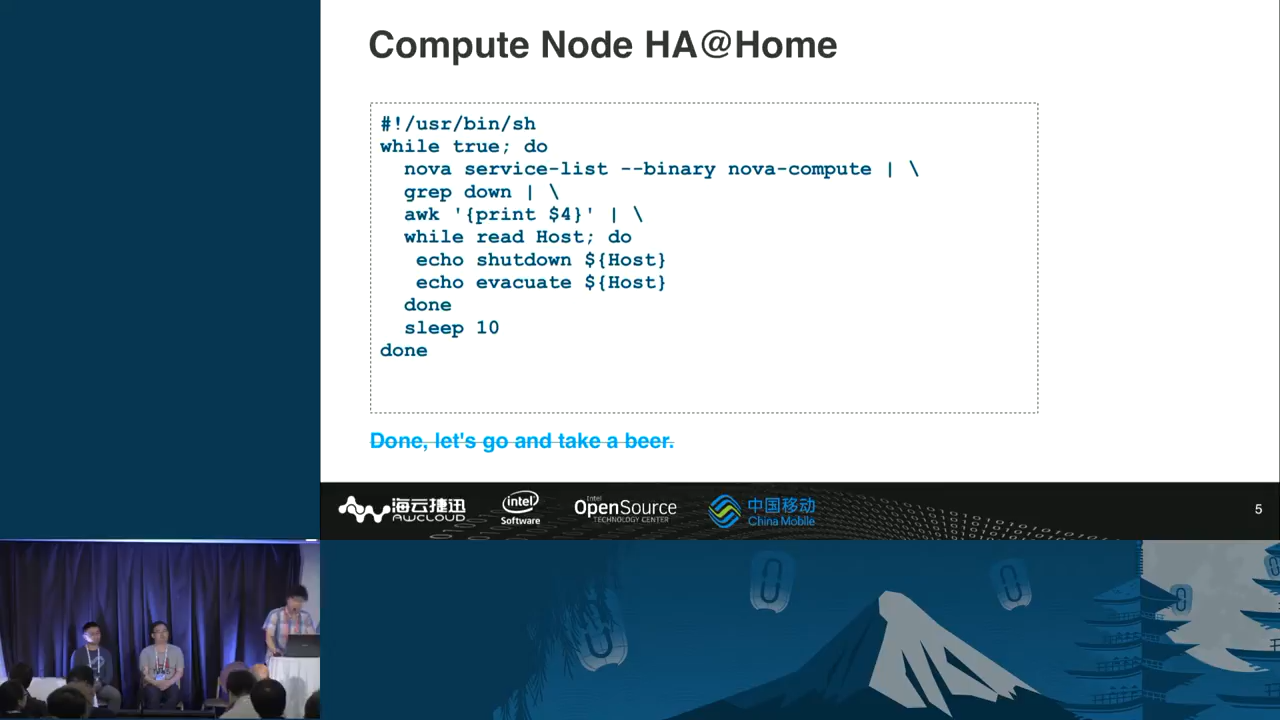 Compute Node HA@Home
#!/usr/bin/sh
while true; do
  nova service-list --binary nova-compute | \
  grep down | \
  awk '{print $4}' | \
  while read Host; do
   echo shutdown ${Host}
   echo evacuate ${Host}
  done
  sleep 10
done
Done, let's go and take a beer.
海云捷迅
AWCLOUD
intel
Software
Intel
OpenSource
TECHNOLOGY CENTER
中国移动
China Mobile
5